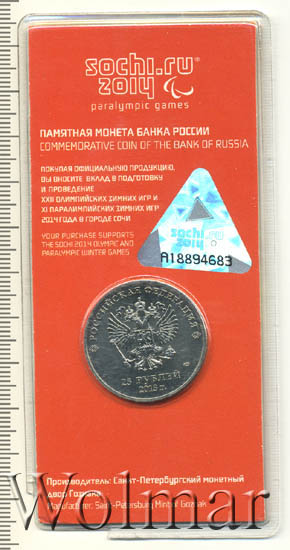 sochi.ru
2014
paralympic games
ПАМЯТНАЯ МОНЕТА БАНКА РОССИИ
COMMEMORATIVE COIN OF THE BANK OF RUSSIA
ПОКУПАЯ ОФИЦИАЛЬНУЮ ПРОДУКЦИЮ,
ВЫ ВНОСИТЕ ВКЛАД В ПОДГОТОВКУ
И ПРОВЕДЕНИЕ
XXII ОЛИМПИЙСКИХ ЗИМНИХ ИГР И
XI ПАРАЛИМПИЙСКИХ ЗИМНИХ ИГР
2014 ГОДА В ГОРОДЕ СОЧИ
YOUR PURCHASE SUPPORTS
THE SOCHI 2014 OLYMPIC AND
PARALYMPIC WINTER GAMES
sochi.ru
2014
A18894683
РОССИЙСКАЯ ФЕДЕРАЦИЯ
25 РУБЛЕЙ
2013 г.
Производитель: Санкт-Петербургский монетный
двор Гознака
Manufacturer: Saint-Petersburg Mint of Goznak
Wolmar